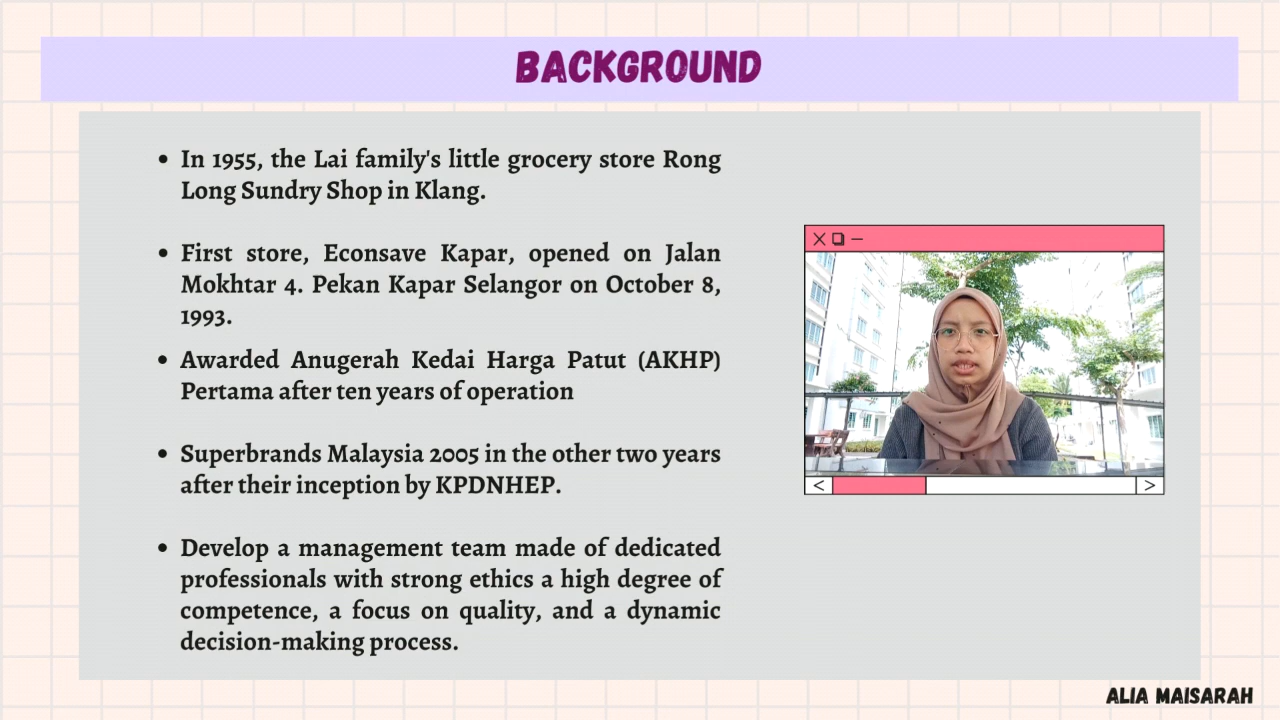 BACKGROUND
• In 1955, the Lai family's little grocery store Rong
Long Sundry Shop in Klang.
• First store, Econsave Kapar, opened on Jalan
Mokhtar 4. Pekan Kapar Selangor on October 8,
1993.
• Awarded Anugerah Kedai Harga Patut (AKHP)
Pertama after ten years of operation
• Superbrands Malaysia 2005 in the other two years
after their inception by KPDNHEP.
• Develop a management team made of dedicated
professionals with strong ethics a high degree of
competence, a focus on quality, and a dynamic
decision-making process.
ALIA MAISARAH